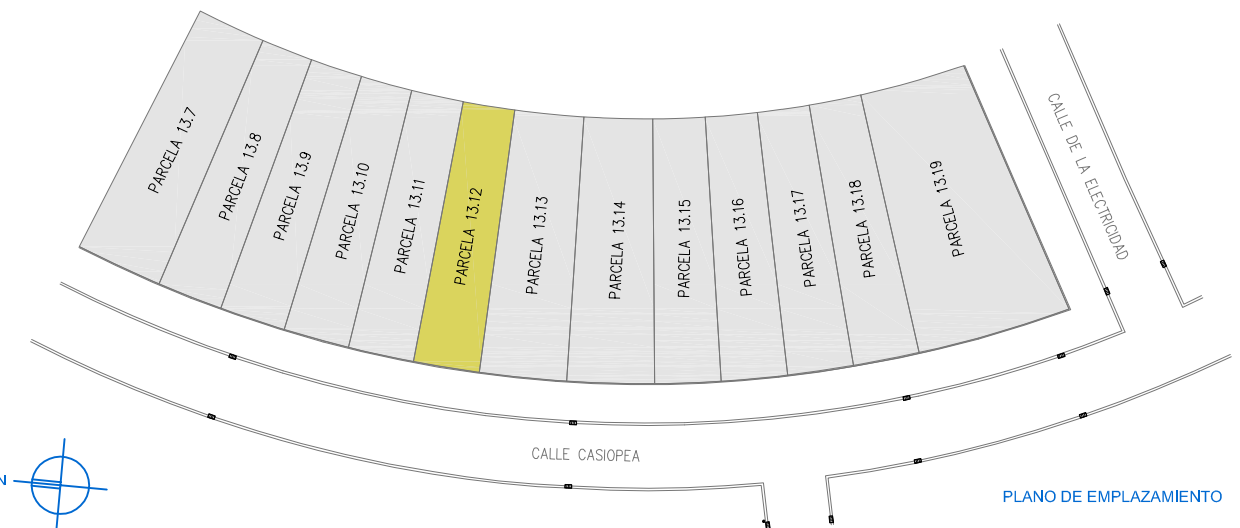 PARCELA 13.7
PARCELA 13.8
PARCELA 13.9
PARCELA 13.10
PARCELA 13.11
PARCELA 13.12
PARCELA 13.13
PARCELA 13.14
PARCELA 13.15
PARCELA 13.16
PARCELA 13.17
PARCELA 13.18
PARCELA 13.19
CALLE DE LA ELECTRICIDAD
CALLE CASIOPEA
N
PLANO DE EMPLAZAMIENTO